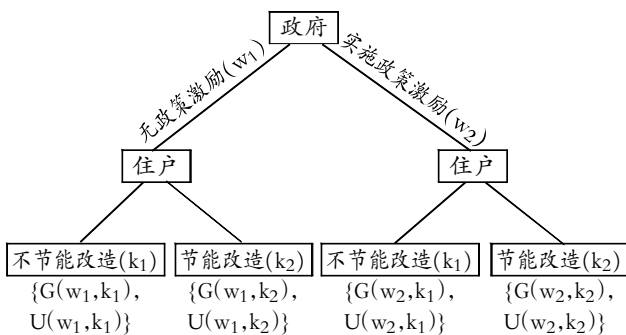 政府
无政策激励(w₁)
实施政策激励(w₂)
住户
住户
不节能改造(k₁)
节能改造(k₂)
不节能改造(k₁)
节能改造(k₂)
{G(w₁,k₁),
U(w₁,k₁)}
{G(w₁,k₂),
U(w₁,k₂)}
{G(w₂,k₁),
U(w₂,k₁)}
{G(w₂,k₂),
U(w₂,k₂)}